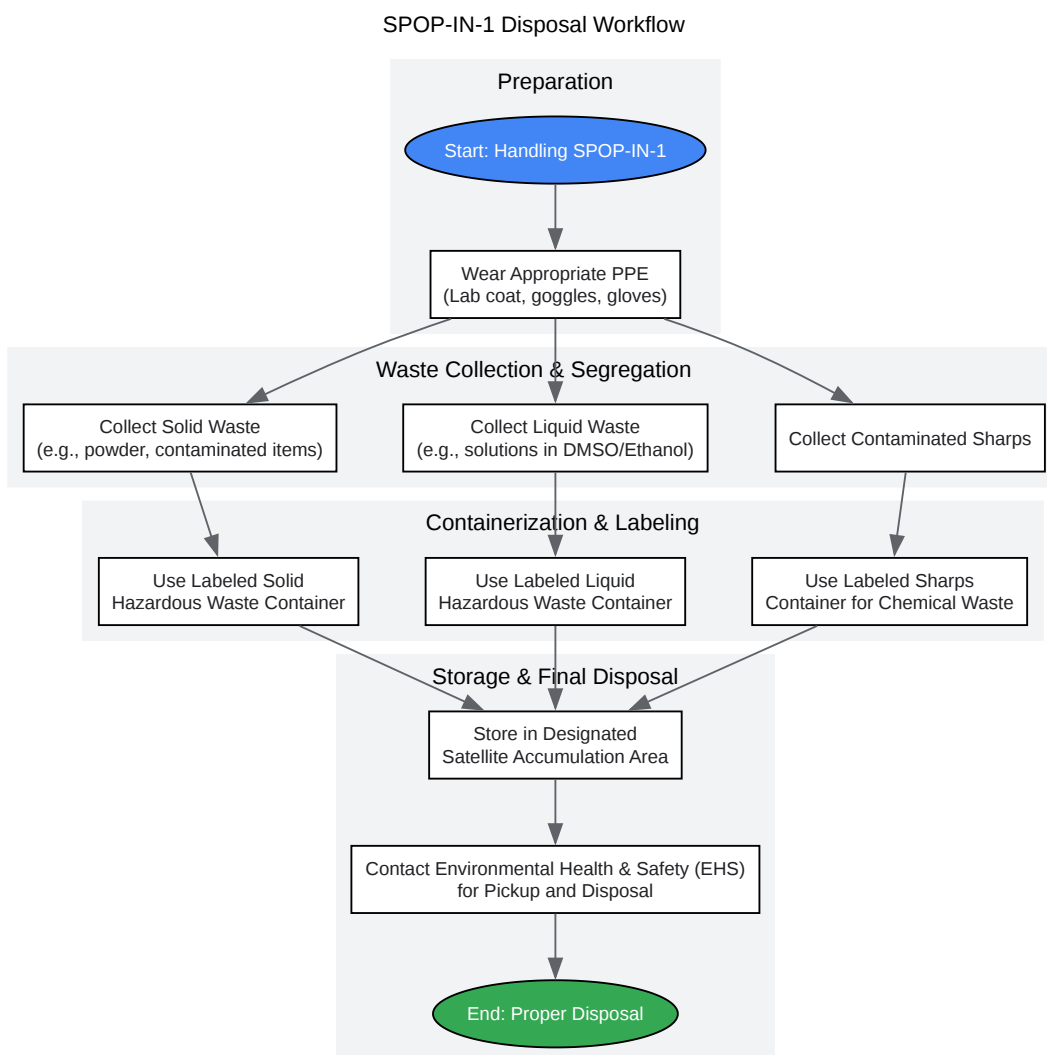 SPOP-IN-1 Disposal Workflow
Preparation
Start: Handling SPOP-IN-1
Wear Appropriate PPE
(Lab coat, goggles, gloves)
Waste Collection & Segregation
Collect Solid Waste
(e.g., powder, contaminated items)
Collect Liquid Waste
(e.g., solutions in DMSO/Ethanol)
Collect Contaminated Sharps
Containerization & Labeling
Use Labeled Solid
Hazardous Waste Container
Use Labeled Liquid
Hazardous Waste Container
Use Labeled Sharps
Container for Chemical Waste
Storage & Final Disposal
Store in Designated
Satellite Accumulation Area
Contact Environmental Health & Safety (EHS)
for Pickup and Disposal
End: Proper Disposal